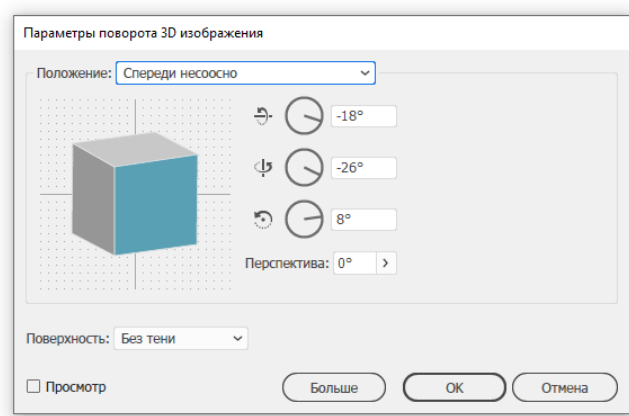 Параметры поворота 3D изображения
Положение: Спереди несоосно
-18°
-26°
8°
Перспектива: 0°
Поверхность: Без тени
Просмотр
Больше
OK
Отмена